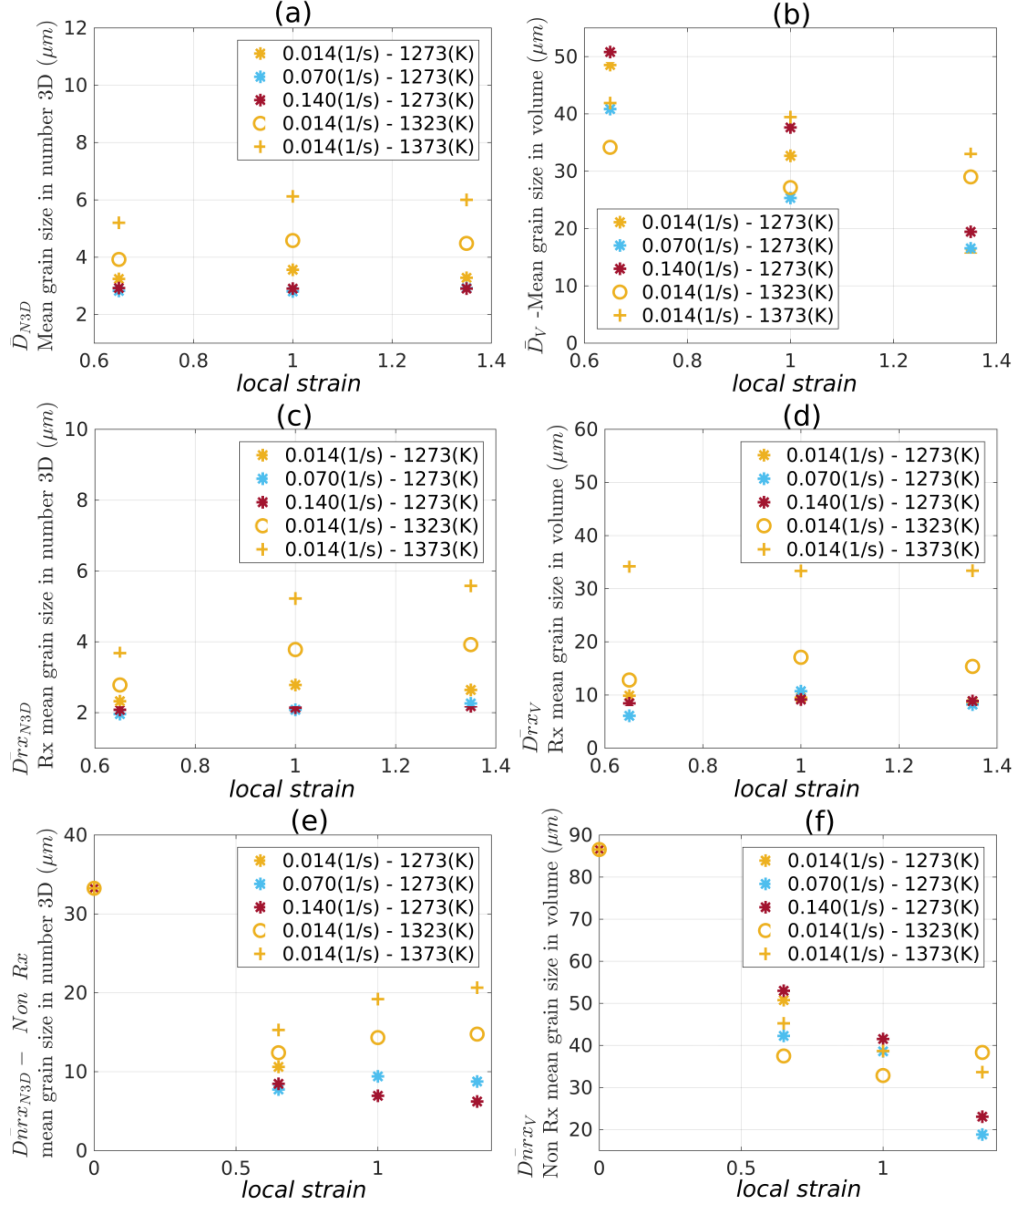 (a)
12
10
8
6
4
2
0.6
0.8
1
1.2
1.4
local strain
D̄_N3D
Mean grain size in number 3D (μm)
0.014(1/s) - 1273(K)
0.070(1/s) - 1273(K)
0.140(1/s) - 1273(K)
0.014(1/s) - 1323(K)
0.014(1/s) - 1373(K)
(b)
50
40
30
20
10
0
0.6
0.8
1
1.2
1.4
local strain
D̄_V -Mean grain size in volume (μm)
0.014(1/s) - 1273(K)
0.070(1/s) - 1273(K)
0.140(1/s) - 1273(K)
0.014(1/s) - 1323(K)
0.014(1/s) - 1373(K)
(c)
10
8
6
4
2
0.6
0.8
1
1.2
1.4
local strain
D̄rx_N3D
Rx mean grain size in number 3D (μm)
0.014(1/s) - 1273(K)
0.070(1/s) - 1273(K)
0.140(1/s) - 1273(K)
0.014(1/s) - 1323(K)
0.014(1/s) - 1373(K)
(d)
60
50
40
30
20
10
0
0.6
0.8
1
1.2
1.4
local strain
D̄rx_V
Rx mean grain size in volume (μm)
0.014(1/s) - 1273(K)
0.070(1/s) - 1273(K)
0.140(1/s) - 1273(K)
0.014(1/s) - 1323(K)
0.014(1/s) - 1373(K)
(e)
40
30
20
10
0
0
0.5
1
local strain
D̄nrx_N3D − Non Rx
mean grain size in number 3D (μm)
0.014(1/s) - 1273(K)
0.070(1/s) - 1273(K)
0.140(1/s) - 1273(K)
0.014(1/s) - 1323(K)
0.014(1/s) - 1373(K)
(f)
90
80
70
60
50
40
30
20
0
0.5
1
local strain
D̄nrx_V
Non Rx mean grain size in volume (μm)
0.014(1/s) - 1273(K)
0.070(1/s) - 1273(K)
0.140(1/s) - 1273(K)
0.014(1/s) - 1323(K)
0.014(1/s) - 1373(K)